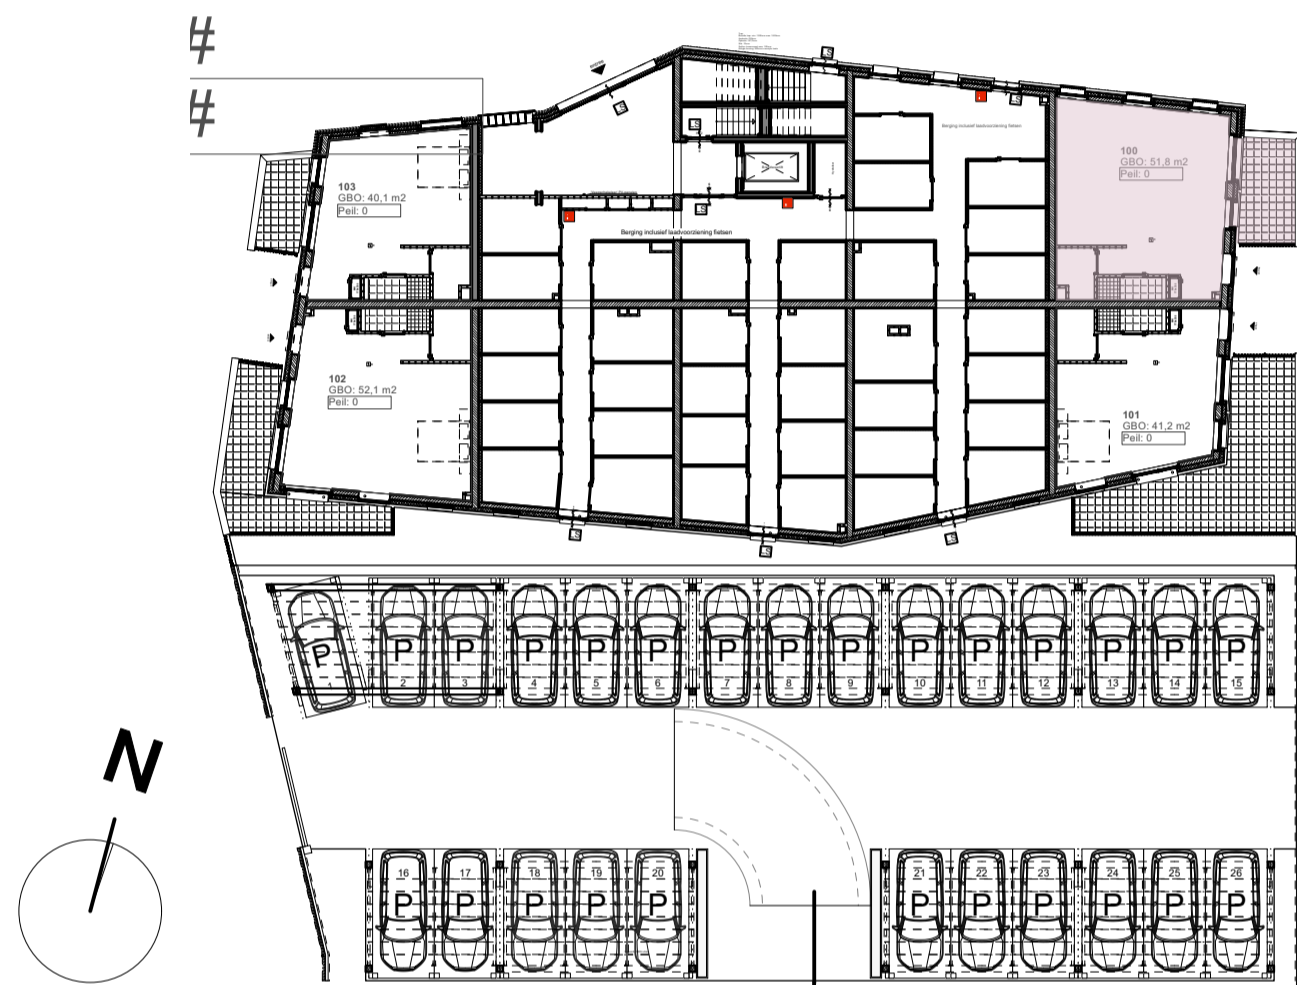 #
#
Berging inclusief laadvoorziening fietsen
100
GBO: 51,8 m2
Peil: 0
103
GBO: 40,1 m2
Peil: 0
Berging inclusief laadvoorziening fietsen
102
GBO: 52,1 m2
Peil: 0
101
GBO: 41,2 m2
Peil: 0
P P P P P P P P P P P P P P P
1 2 3 4 5 6 7 8 9 10 11 12 13 14 15
N
16 17 18 19 20 21 22 23 24 25 26
P P P P P P P P P P P